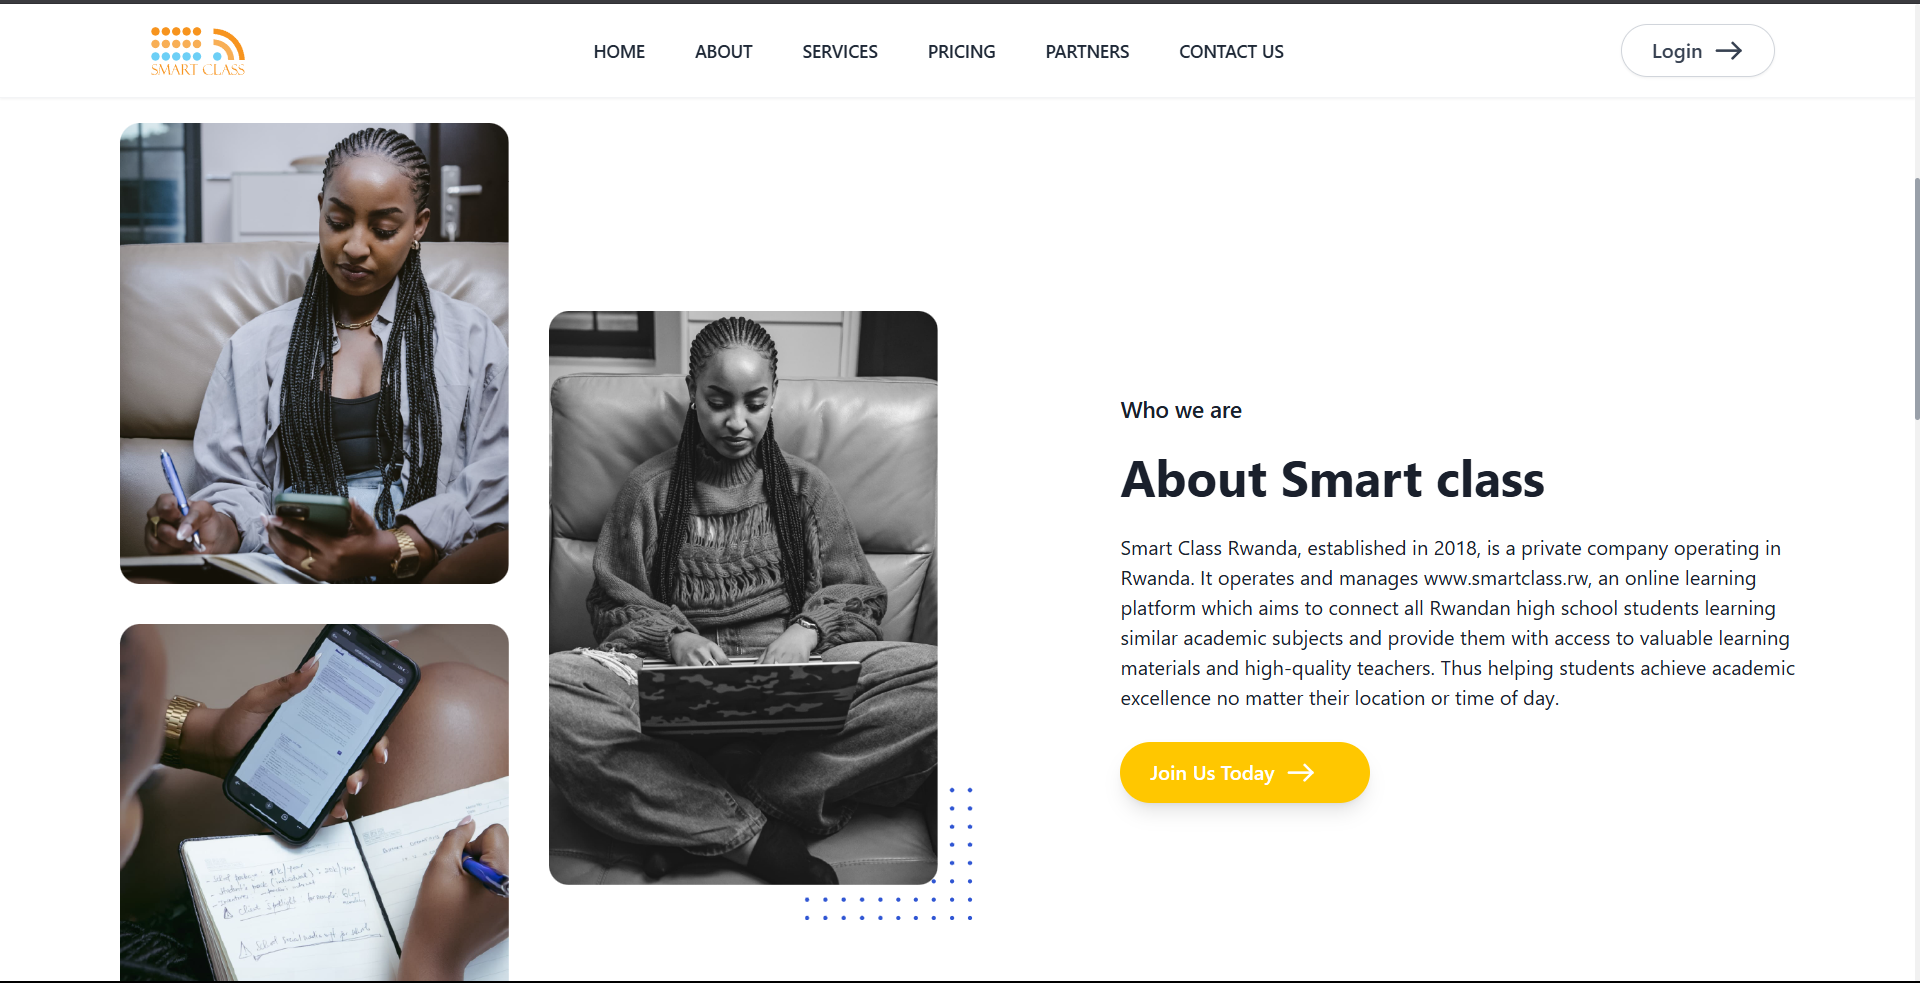 SMART CLASS
HOME
ABOUT
SERVICES
PRICING
PARTNERS
CONTACT US
Login
Who we are
About Smart class
Smart Class Rwanda, established in 2018, is a private company operating in
Rwanda. It operates and manages www.smartclass.rw, an online learning
platform which aims to connect all Rwandan high school students learning
similar academic subjects and provide them with access to valuable learning
materials and high-quality teachers. Thus helping students achieve academic
excellence no matter their location or time of day.
Join Us Today